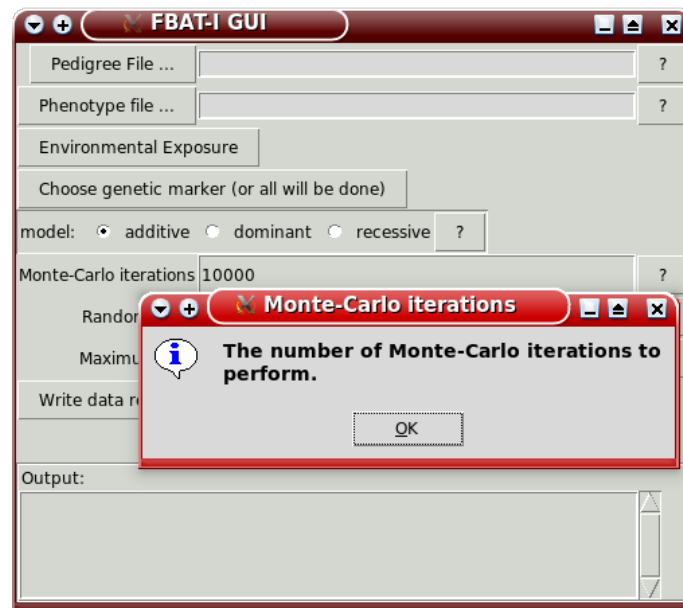 FBAT-I GUI
Pedigree File ... ?
Phenotype file ... ?
Environmental Exposure
Choose genetic marker (or all will be done)
model: additive dominant recessive ?
Monte-Carlo iterations 10000 ?
Monte-Carlo iterations
The number of Monte-Carlo iterations to
perform.
OK
Write data
Output: